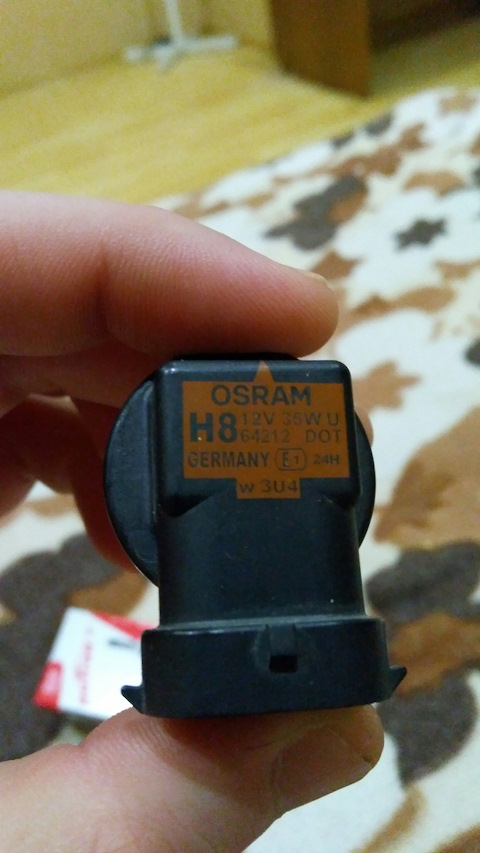 OSRAM
H8 12V 35W U
64212 DOT
GERMANY E1 24H
w 3U4